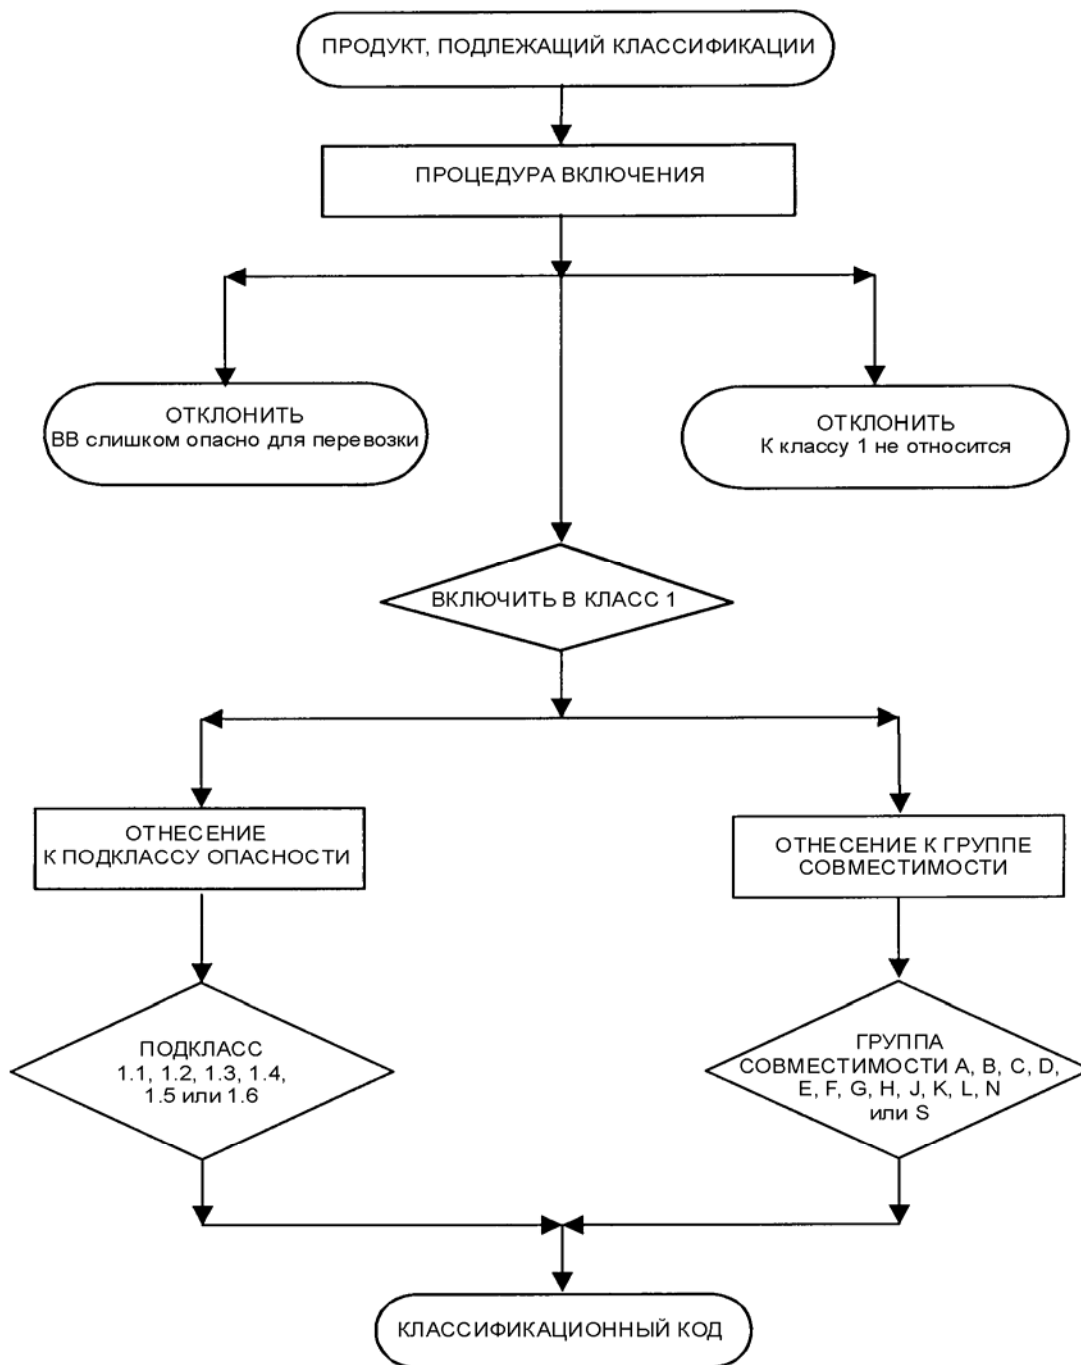 ПРОДУКТ, ПОДЛЕЖАЩИЙ КЛАССИФИКАЦИИ
ПРОЦЕДУРА ВКЛЮЧЕНИЯ
ОТКЛОНИТЬ
ВВ слишком опасно для перевозки
ОТКЛОНИТЬ
К классу 1 не относится
ВКЛЮЧИТЬ В КЛАСС 1
ОТНЕСЕНИЕ
К ПОДКЛАССУ ОПАСНОСТИ
ОТНЕСЕНИЕ К ГРУППЕ
СОВМЕСТИМОСТИ
ПОДКЛАСС
1.1, 1.2, 1.3, 1.4,
1.5 или 1.6
ГРУППА
СОВМЕСТИМОСТИ A, B, C, D,
E, F, G, H, J, K, L, N
или S
КЛАССИФИКАЦИОННЫЙ КОД